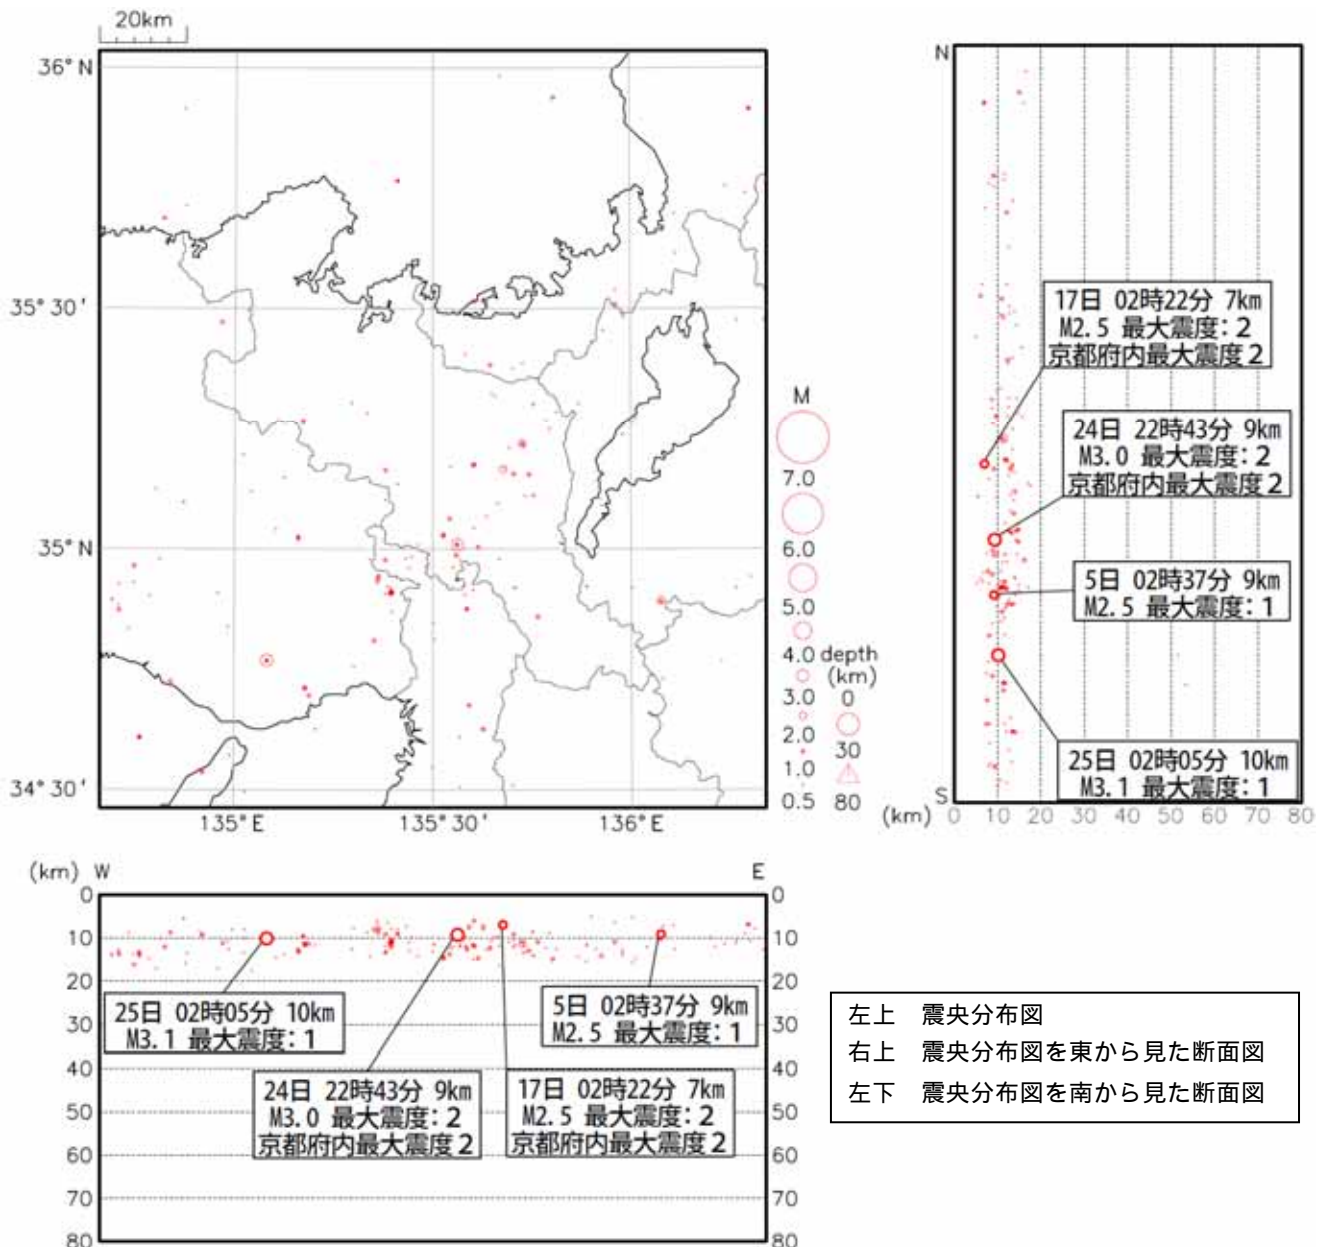 20km
36°N
35°30'
35°N
34°30'
135°E
135°30'
136°E
M
7.0
6.0
5.0
4.0
3.0
2.0
1.0
0.5
depth
(km)
0
30
80
N
S
17日 02時22分 7km
M2.5 最大震度:2
京都府内最大震度2
24日 22時43分 9km
M3.0 最大震度:2
京都府内最大震度2
5日 02時37分 9km
M2.5 最大震度:1
25日 02時05分 10km
M3.1 最大震度:1
(km) 0 10 20 30 40 50 60 70 80
(km) W E
0 0
10 10
20 20
30 30
40 40
50 50
60 60
70 70
80 80
25日 02時05分 10km
M3.1 最大震度:1
24日 22時43分 9km
M3.0 最大震度:2
京都府内最大震度2
5日 02時37分 9km
M2.5 最大震度:1
17日 02時22分 7km
M2.5 最大震度:2
京都府内最大震度2
左上 震央分布図
右上 震央分布図を東から見た断面図
左下 震央分布図を南から見た断面図